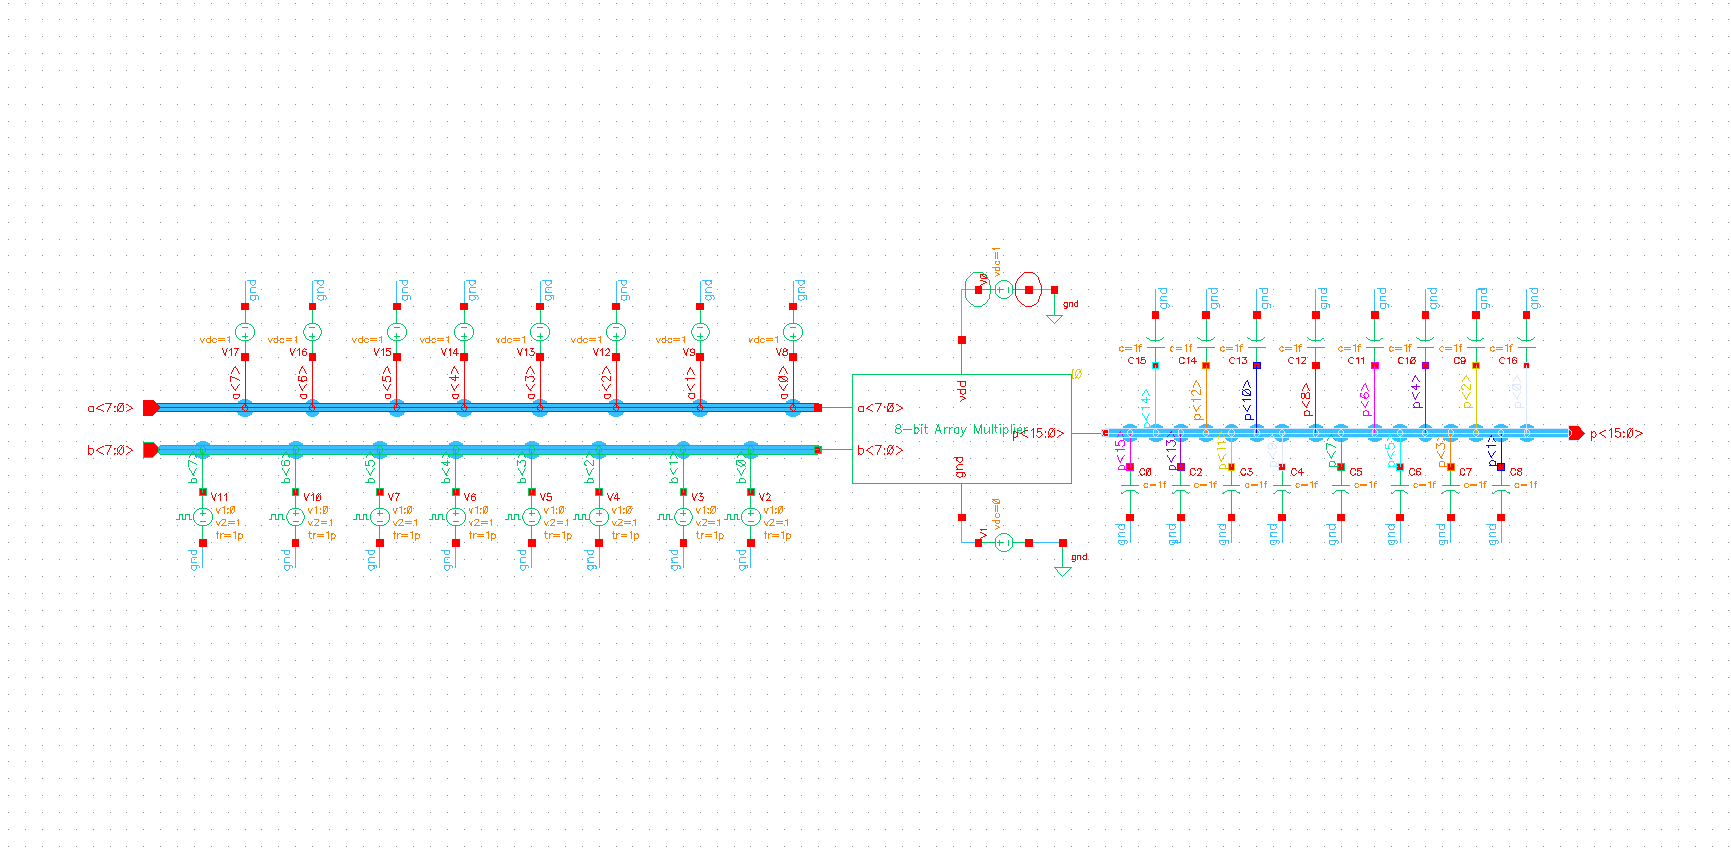 gnd gnd gnd gnd gnd gnd gnd gnd
vdc=1 vdc=1 vdc=1 vdc=1 vdc=1 vdc=1 vdc=1 vdc=1
V17 V16 V15 V14 V13 V12 V9 V8
a<7> a<6> a<5> a<4> a<3> a<2> a<1> a<0>
a<7:0>
b<7:0>
b<7> b<6> b<5> b<4> b<3> b<2> b<1> b<0>
V11 V10 V7 V6 V5 V4 V3 V2
v1:0 v1:0 v1:0 v1:0 v1:0 v1:0 v1:0 v1:0
v2=1 v2=1 v2=1 v2=1 v2=1 v2=1 v2=1 v2=1
tr=1p tr=1p tr=1p tr=1p tr=1p tr=1p tr=1p tr=1p
gnd gnd gnd gnd gnd gnd gnd gnd
vdc=1
V0
gnd
vdd
a<7:0>
8-bit Array Multiplier
p<15:0>
b<7:0>
gnd
vdc=0
V1
gnd
gnd gnd gnd gnd gnd gnd gnd gnd
c=1f c=1f c=1f c=1f c=1f c=1f c=1f c=1f
C15 C14 C13 C12 C11 C10 C9 C16
p<14> p<12> p<10> p<8> p<6> p<4> p<2> p<0>
p<15:0>
p<15> p<13> p<11> p<7> p<5> p<3> p<1>
C0 C2 C3 C4 C5 C6 C7 C8
c=1f c=1f c=1f c=1f c=1f c=1f c=1f c=1f
gnd gnd gnd gnd gnd gnd gnd gnd